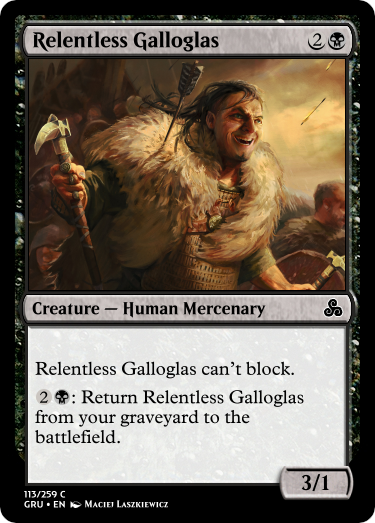 Relentless Galloglas 2
Creature — Human Mercenary
Relentless Galloglas can't block.
2: Return Relentless Galloglas
from your graveyard to the
battlefield.
3/1
113/259 C
GRU • EN Maciej Laszkiewicz